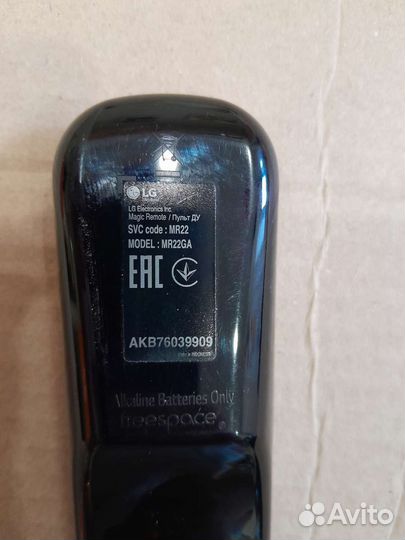 LG
LG Electronics Inc.
Magic Remote / Пульт ДУ
SVC code : MR22
MODEL : MR22GA
EAC
AKB76039909
Alkaline Batteries Only
freespace
Avito